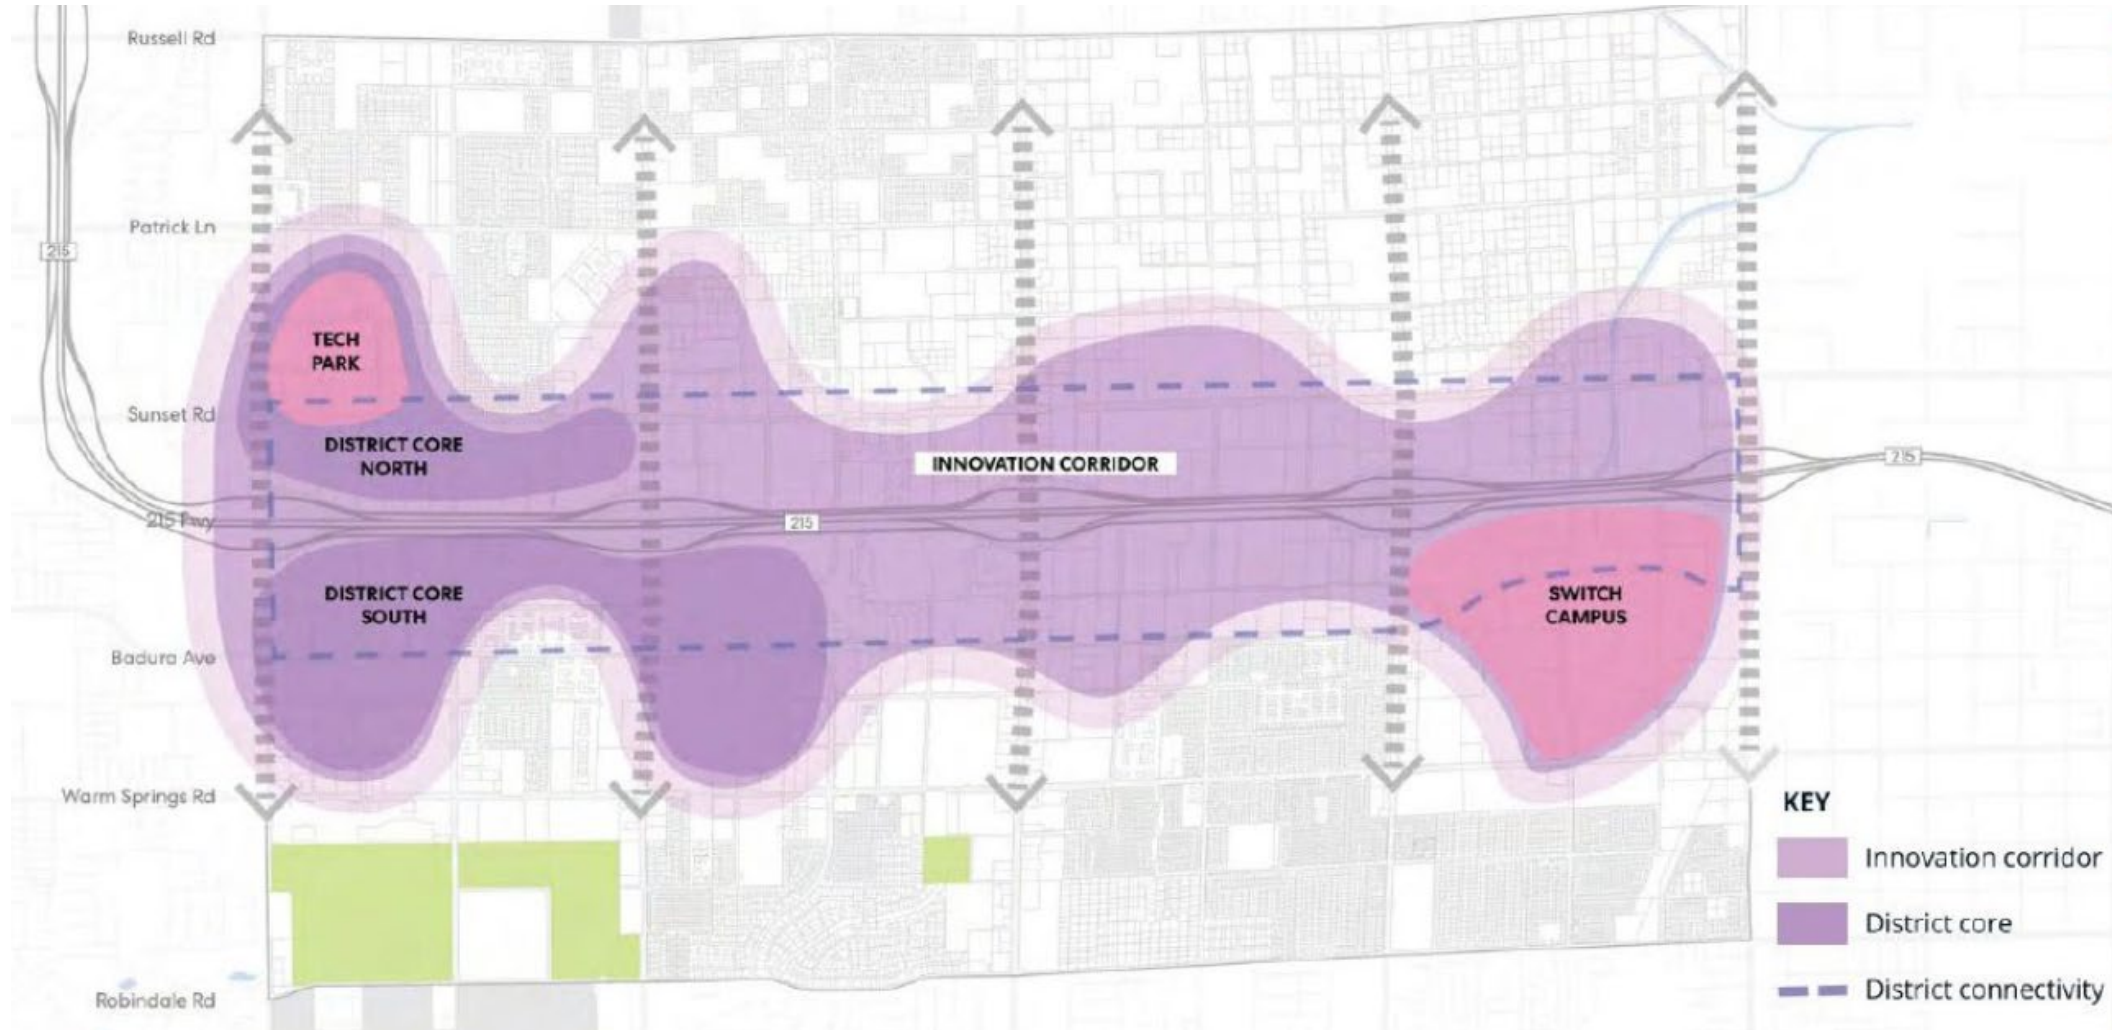 Russell Rd
Patrick Ln
215
TECH
PARK
Sunset Rd
DISTRICT CORE
NORTH
INNOVATION CORRIDOR
215
215 Fwy
215
DISTRICT CORE
SOUTH
SWITCH
CAMPUS
Badura Ave
Warm Springs Rd
KEY
Innovation corridor
District core
District connectivity
Robindale Rd